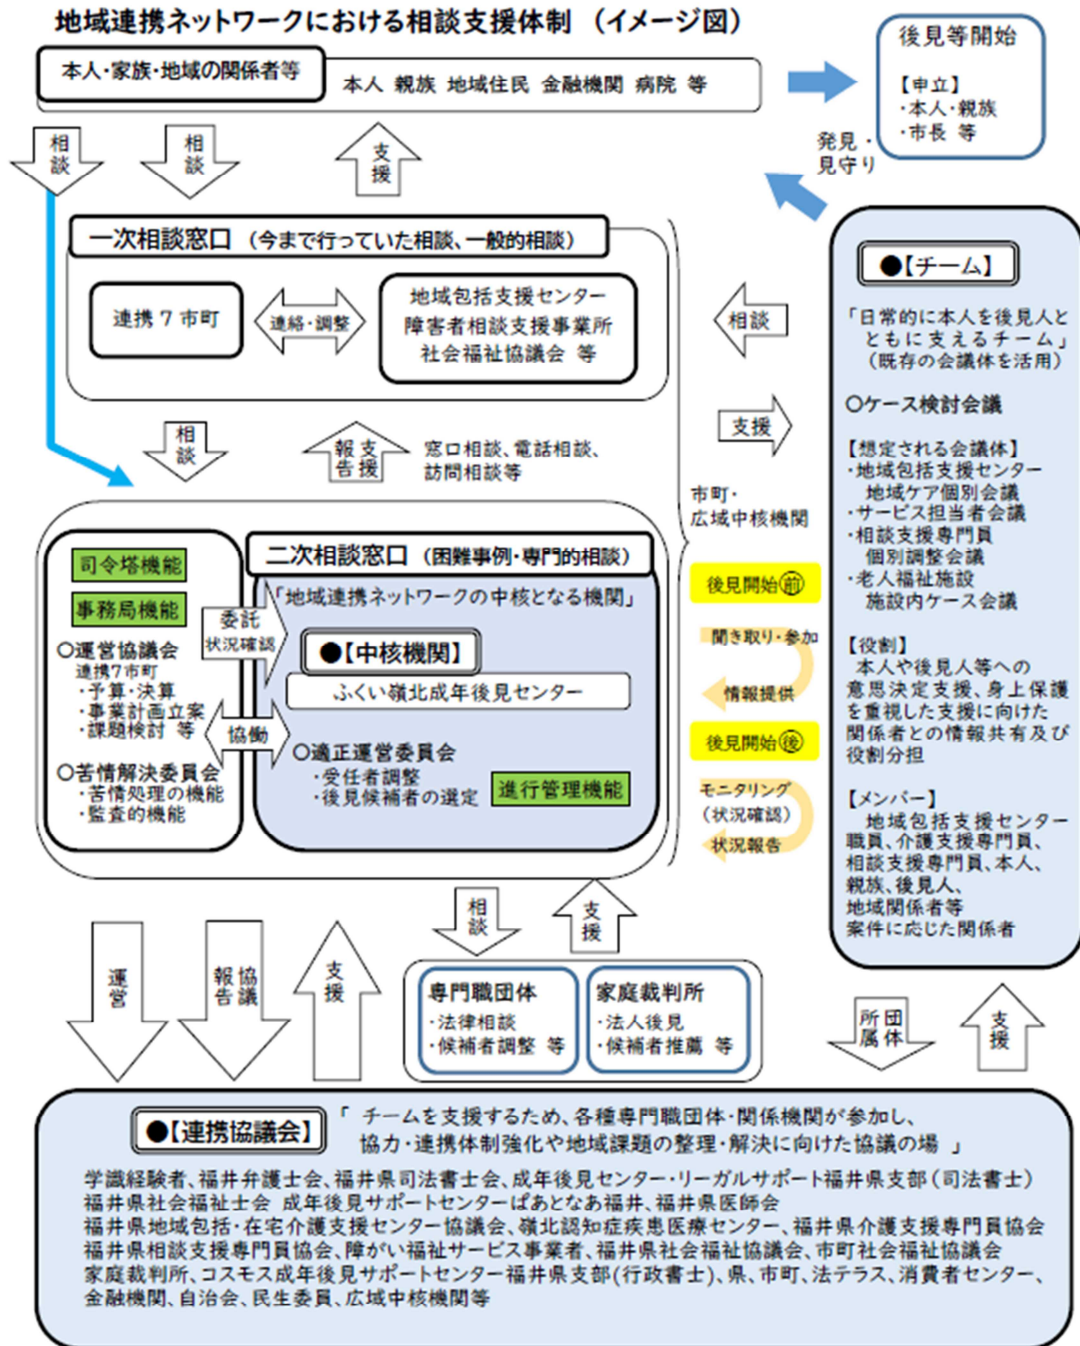 地域連携ネットワークにおける相談支援体制 （イメージ図）
本人・家族・地域の関係者等
本人 親族 地域住民 金融機関 病院 等
後見等開始
【申立】
・本人・親族
・市長 等
相談
相談
支援
発見・
見守り
一次相談窓口 （今まで行っていた相談、一般的相談）
連携７市町
連絡・調整
地域包括支援センター
障害者相談支援事業所
社会福祉協議会 等
相談
支援
相談
報告
支援
窓口相談、電話相談、
訪問相談等
市町・
広域中核機関
後見開始前
聞き取り・参加
情報提供
後見開始後
モニタリング
（状況確認）
状況報告
●【チーム】
「日常的に本人を後見人と
ともに支えるチーム」
（既存の会議体を活用）
○ケース検討会議
【想定される会議体】
・地域包括支援センター
地域ケア個別会議
・サービス担当者会議
・相談支援専門員
個別調整会議
・老人福祉施設
施設内ケース会議
【役割】
本人や後見人等への
意思決定支援、身上保護
を重視した支援に向けた
関係者との情報共有及び
役割分担
【メンバー】
地域包括支援センター
職員、介護支援専門員、
相談支援専門員、本人、
親族、後見人、
地域関係者等
案件に応じた関係者
司令塔機能
事務局機能
○運営協議会
連携7市町
・予算・決算
・事業計画立案
・課題検討 等
○苦情解決委員会
・苦情処理の機能
・監査的機能
委託
状況確認
協働
二次相談窓口 （困難事例・専門的相談）
「地域連携ネットワークの中核となる機関」
●【中核機関】
ふくい嶺北成年後見センター
○適正運営委員会
・受任者調整
・後見候補者の選定
進行管理機能
運営
報告
協議
支援
相談
支援
専門職団体
・法律相談
・候補者調整 等
家庭裁判所
・法人後見
・候補者推薦 等
所属
団体
支援
●【連携協議会】
「 チームを支援するため、各種専門職団体・関係機関が参加し、
協力・連携体制強化や地域課題の整理・解決に向けた協議の場 」
学識経験者、福井弁護士会、福井県司法書士会、成年後見センター・リーガルサポート福井県支部（司法書士）
福井県社会福祉士会 成年後見サポートセンターぱあとなあ福井、福井県医師会
福井県地域包括・在宅介護支援センター協議会、嶺北認知症疾患医療センター、福井県介護支援専門員協会
福井県相談支援専門員協会、障がい福祉サービス事業者、福井県社会福祉協議会、市町社会福祉協議会
家庭裁判所、コスモス成年後見サポートセンター福井県支部(行政書士)、県、市町、法テラス、消費者センター、
金融機関、自治会、民生委員、広域中核機関等